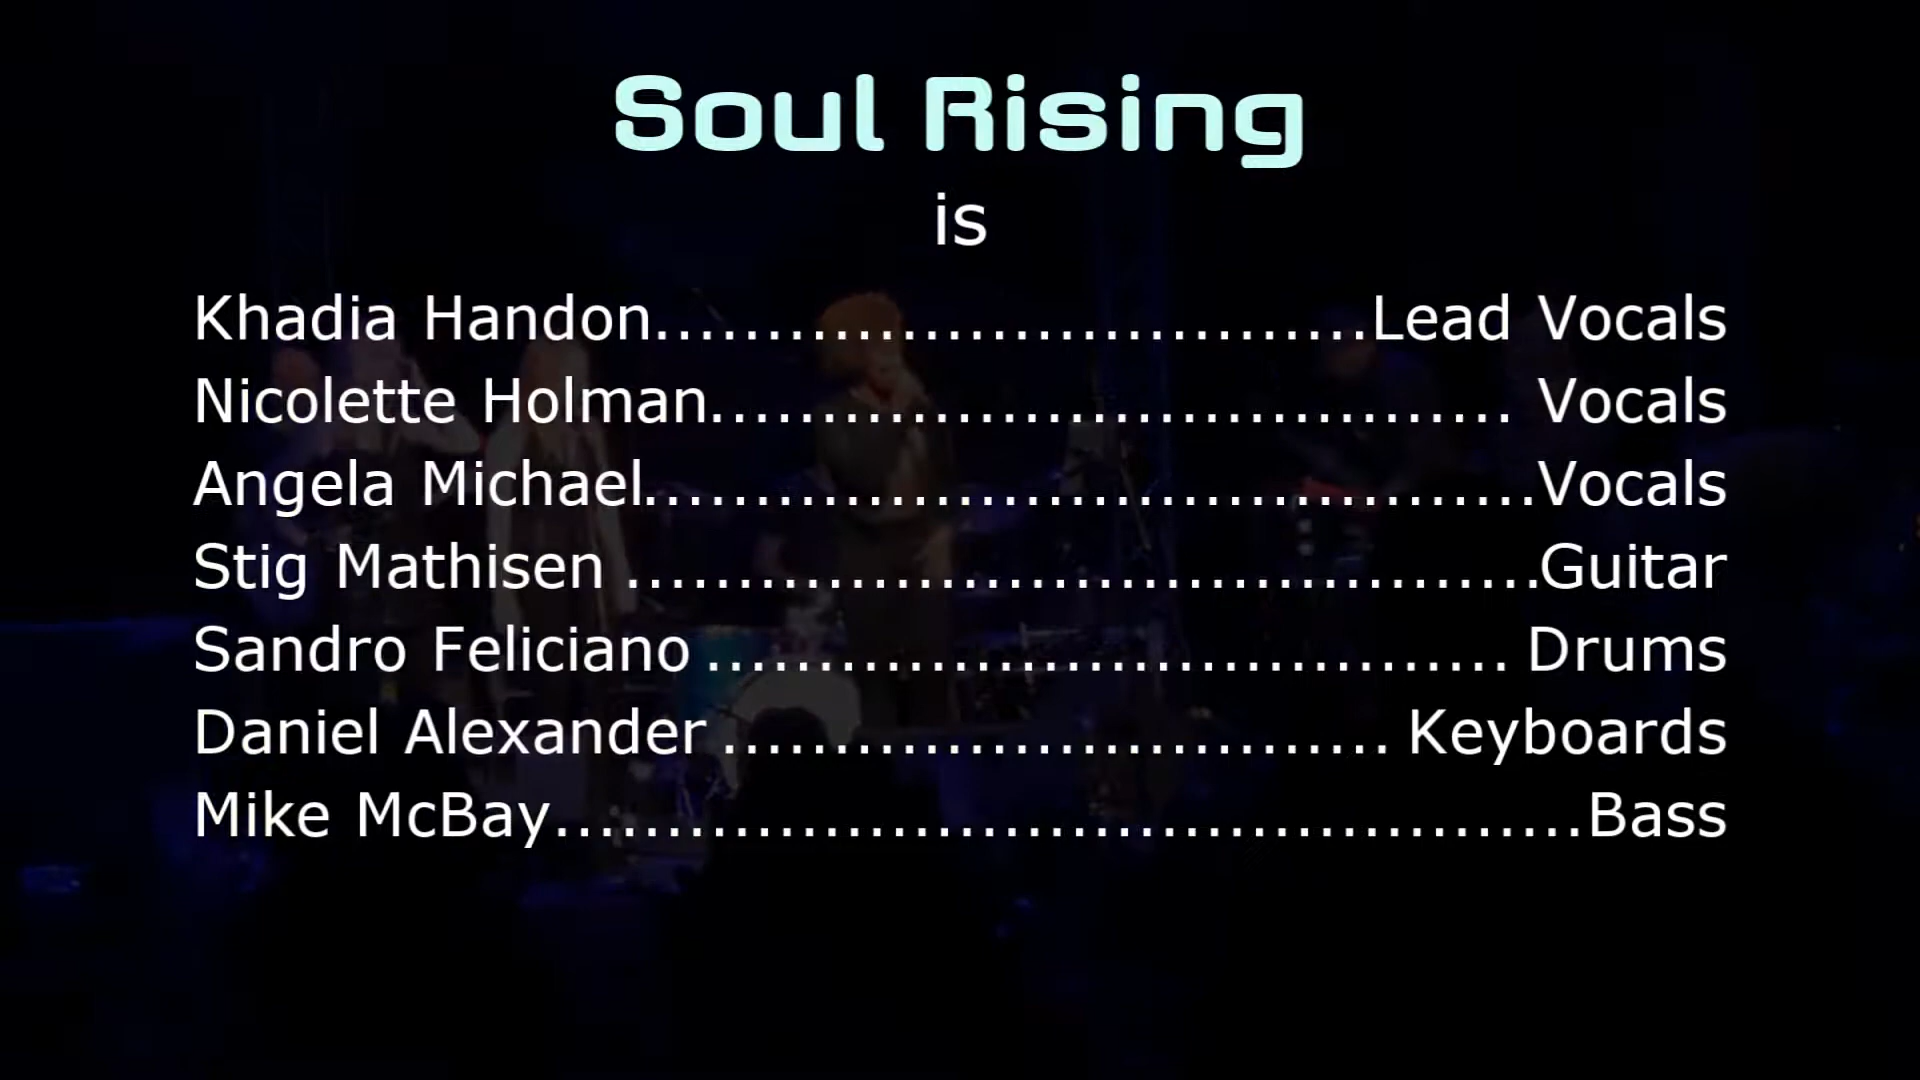 Soul Rising
is
Khadia Handon................................Lead Vocals
Nicolette Holman.................................... Vocals
Angela Michael........................................Vocals
Stig Mathisen .........................................Guitar
Sandro Feliciano .................................... Drums
Daniel Alexander .............................. Keyboards
Mike McBay..............................................Bass